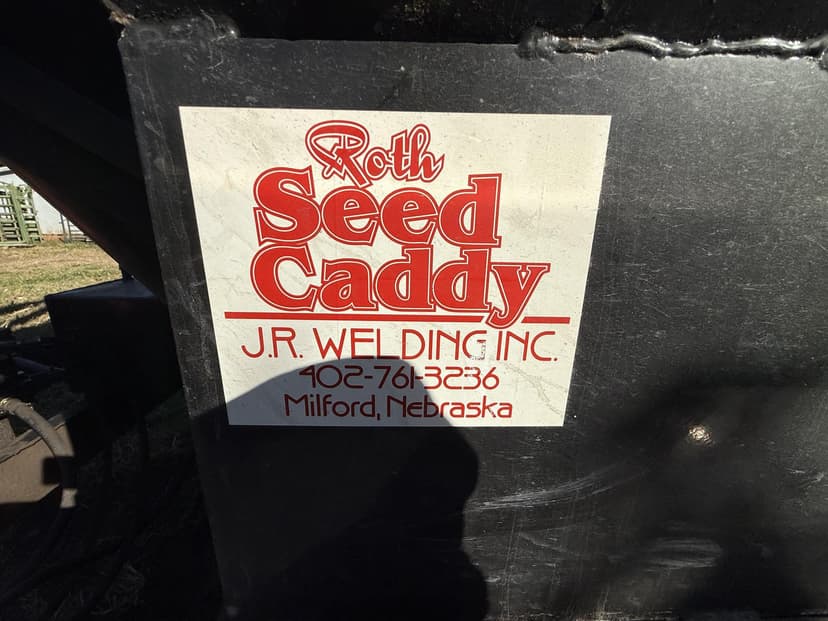 Roth
Seed
Caddy
J.R. WELDING INC.
402-761-3236
Milford, Nebraska